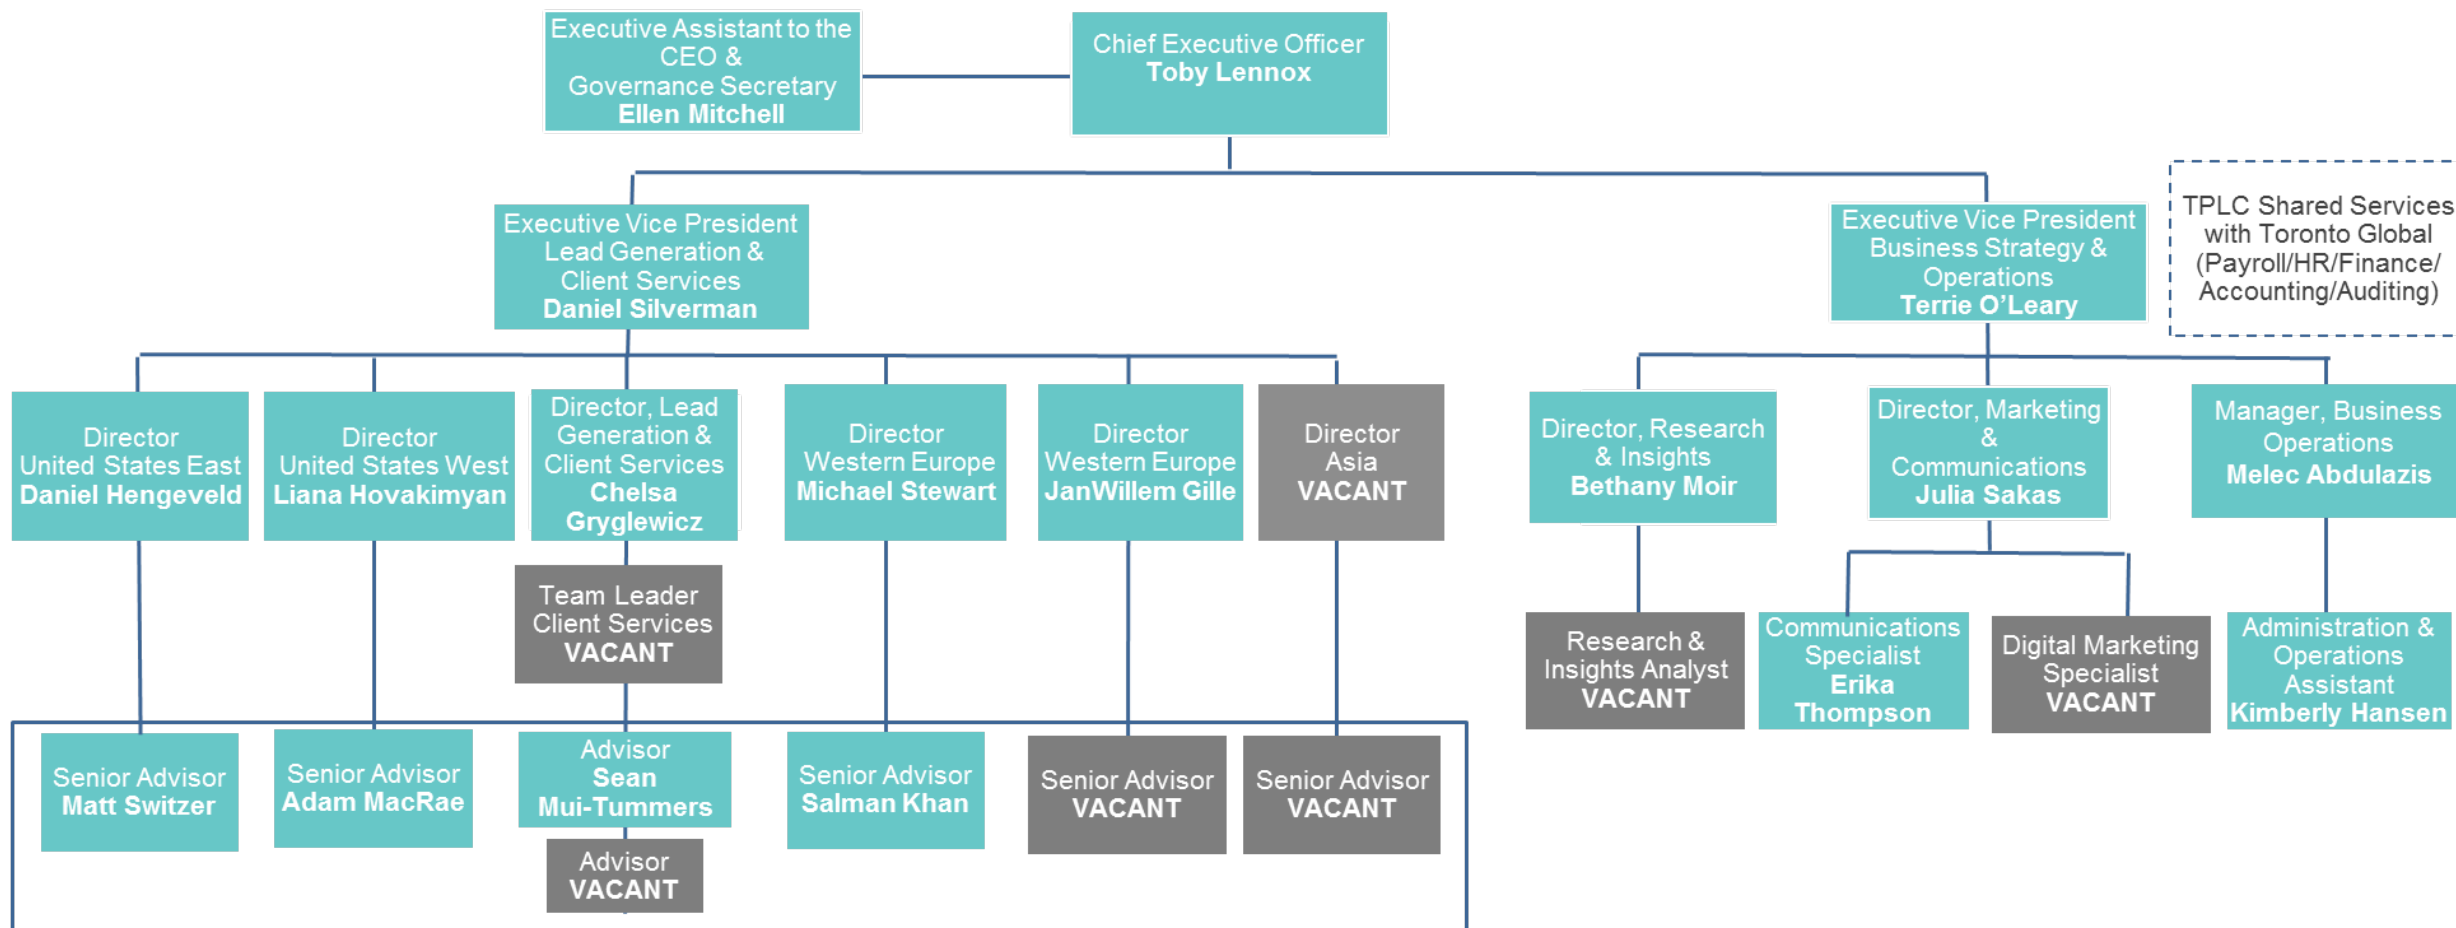 Executive Assistant to the
CEO &
Governance Secretary
Ellen Mitchell
Chief Executive Officer
Toby Lennox
Executive Vice President
Lead Generation &
Client Services
Daniel Silverman
Executive Vice President
Business Strategy &
Operations
Terrie O’Leary
TPLC Shared Services
with Toronto Global
(Payroll/HR/Finance/
Accounting/Auditing)
Director
United States East
Daniel Hengeveld
Director
United States West
Liana Hovakimyan
Director, Lead
Generation &
Client Services
Chelsa
Gryglewicz
Director
Western Europe
Michael Stewart
Director
Western Europe
JanWillem Gille
Director
Asia
VACANT
Director, Research
& Insights
Bethany Moir
Director, Marketing
&
Communications
Julia Sakas
Manager, Business
Operations
Melec Abdulazis
Team Leader
Client Services
VACANT
Research &
Insights Analyst
VACANT
Communications
Specialist
Erika
Thompson
Digital Marketing
Specialist
VACANT
Administration &
Operations
Assistant
Kimberly Hansen
Senior Advisor
Matt Switzer
Senior Advisor
Adam MacRae
Advisor
Sean
Mui-Tummers
Senior Advisor
Salman Khan
Senior Advisor
VACANT
Senior Advisor
VACANT
Advisor
VACANT